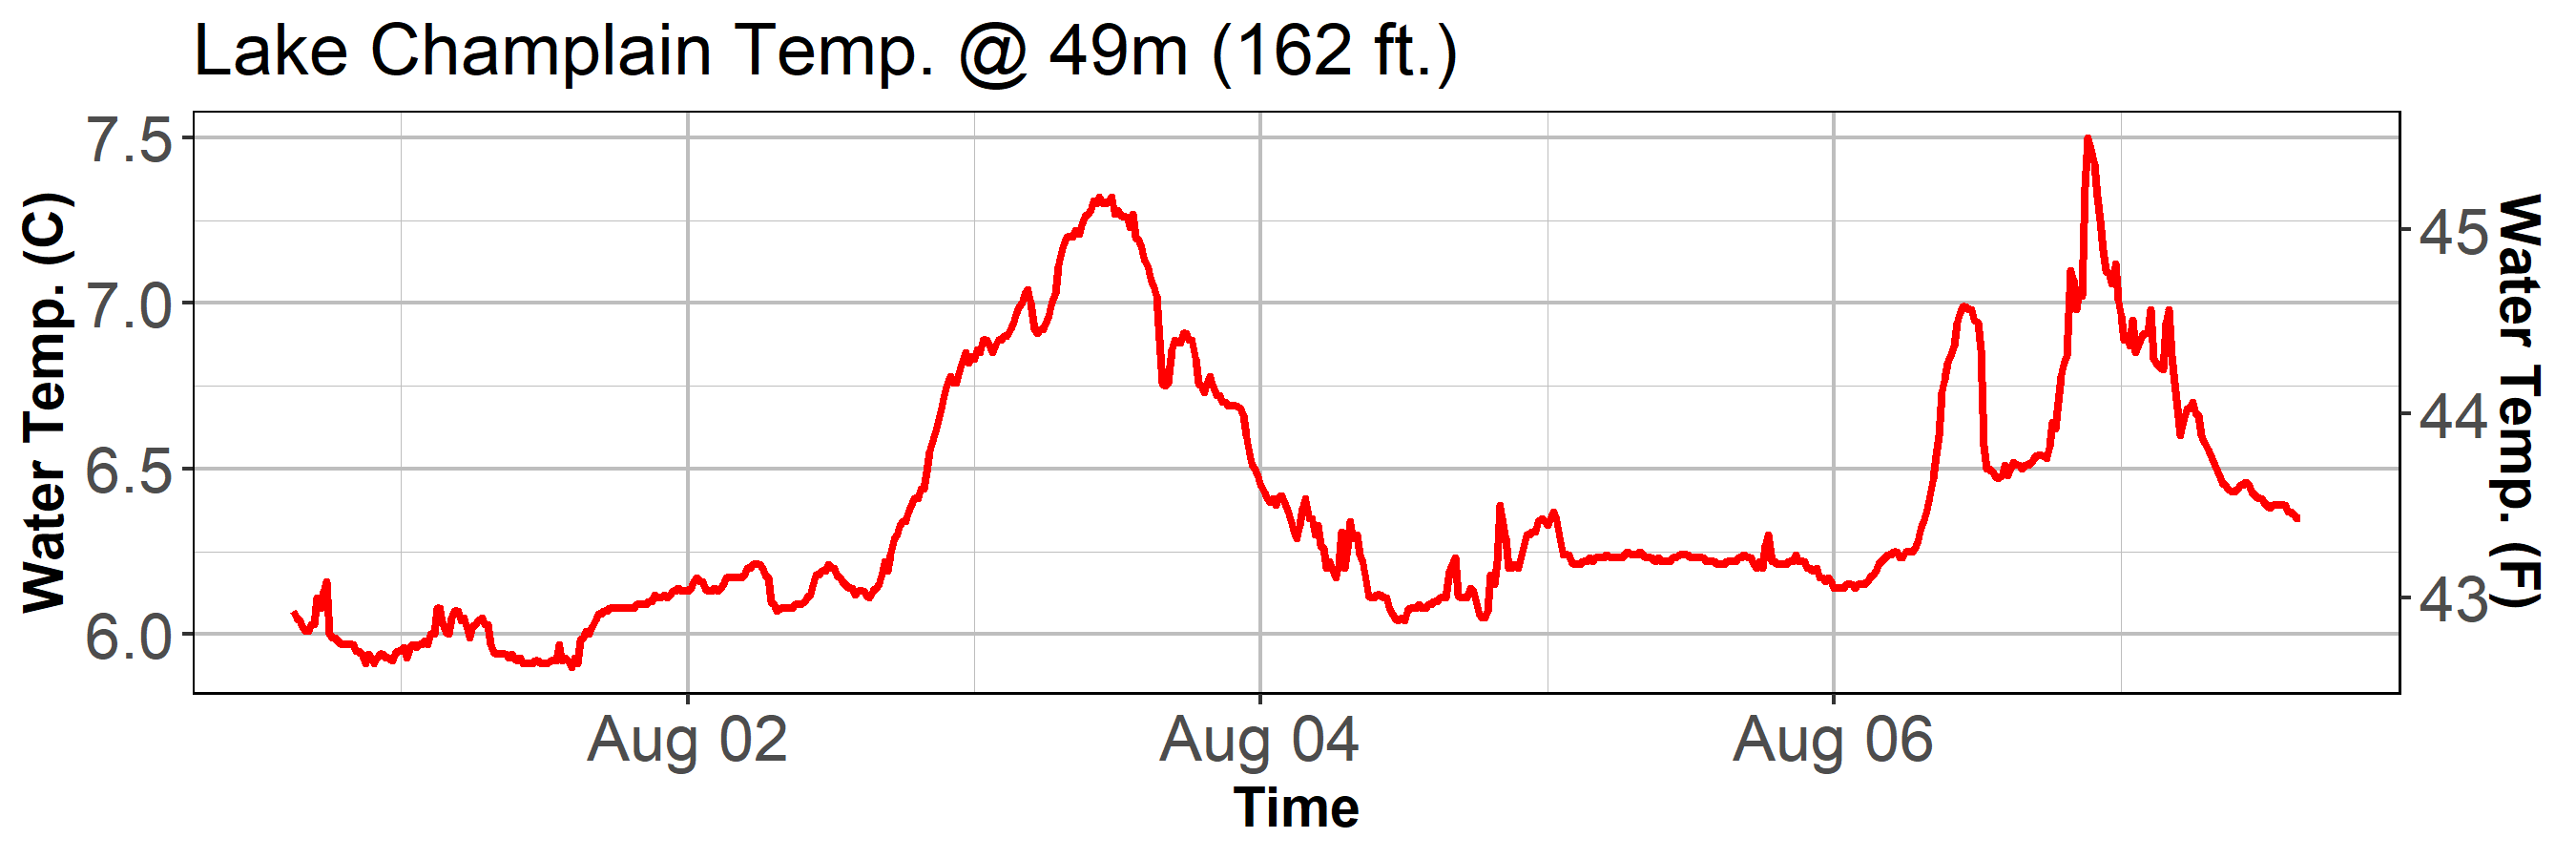 Lake Champlain Temp. @ 49m (162 ft.)
Water Temp. (C)
7.5
7.0
6.5
6.0
45
44
43
Water Temp. (F)
Aug 02
Aug 04
Aug 06
Time